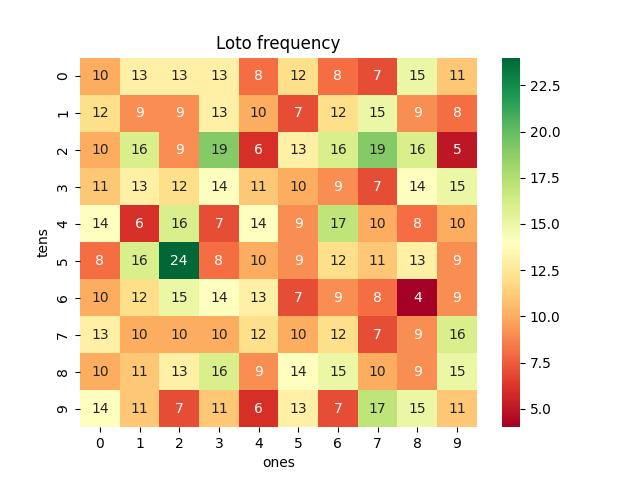 Loto frequency
0 10 13 13 13 8 12 8 7 15 11
1 12 9 9 13 10 7 12 15 9 8
2 10 16 9 19 6 13 16 19 16 5
3 11 13 12 14 11 10 9 7 14 15
4 14 6 16 7 14 9 17 10 8 10
5 8 16 24 8 10 9 12 11 13 9
6 10 12 15 14 13 7 9 8 4 9
7 13 10 10 10 12 10 12 7 9 16
8 10 11 13 16 9 14 15 10 9 15
9 14 11 7 11 6 13 7 17 15 11
0 1 2 3 4 5 6 7 8 9
ones
tens
22.5
20.0
17.5
15.0
12.5
10.0
7.5
5.0